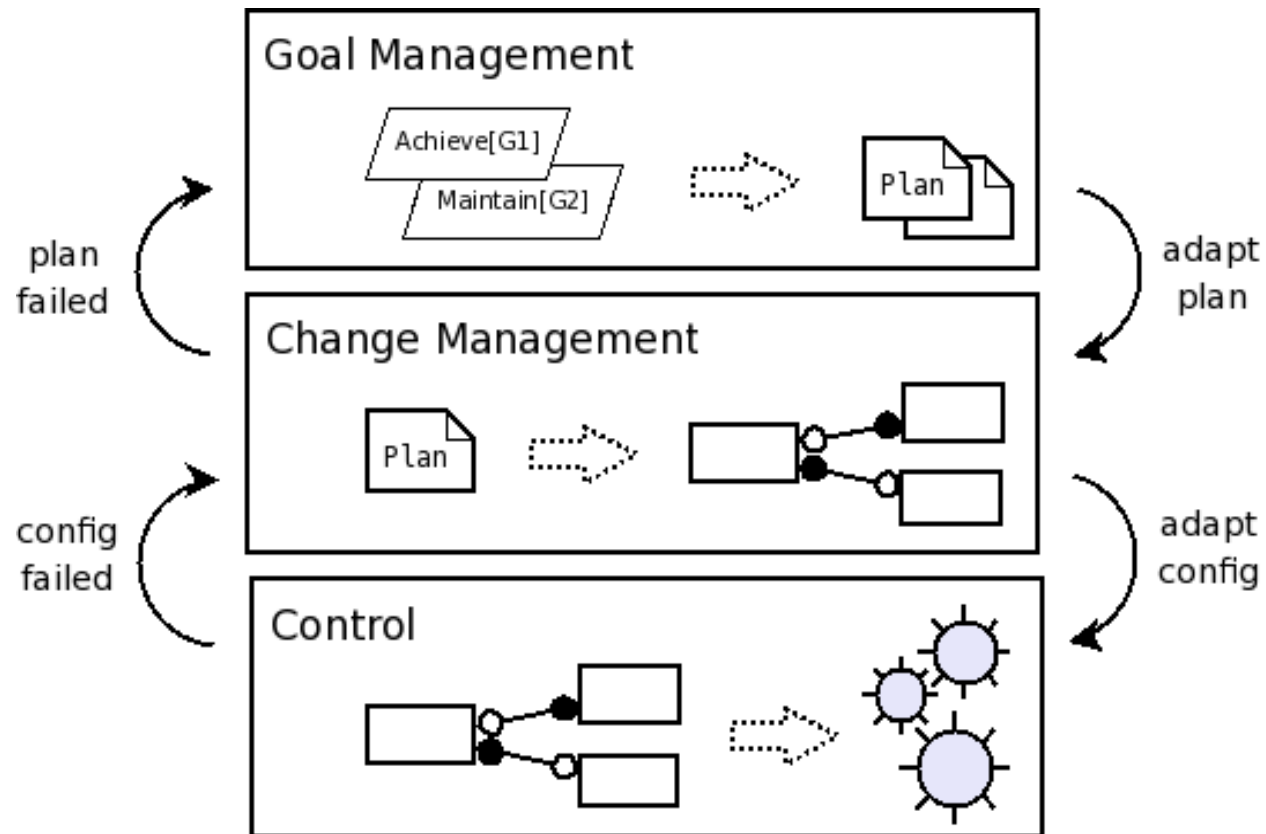 Goal Management
Achieve[G1]
Maintain[G2]
Plan
plan
failed
adapt
plan
Change Management
Plan
config
failed
adapt
config
Control